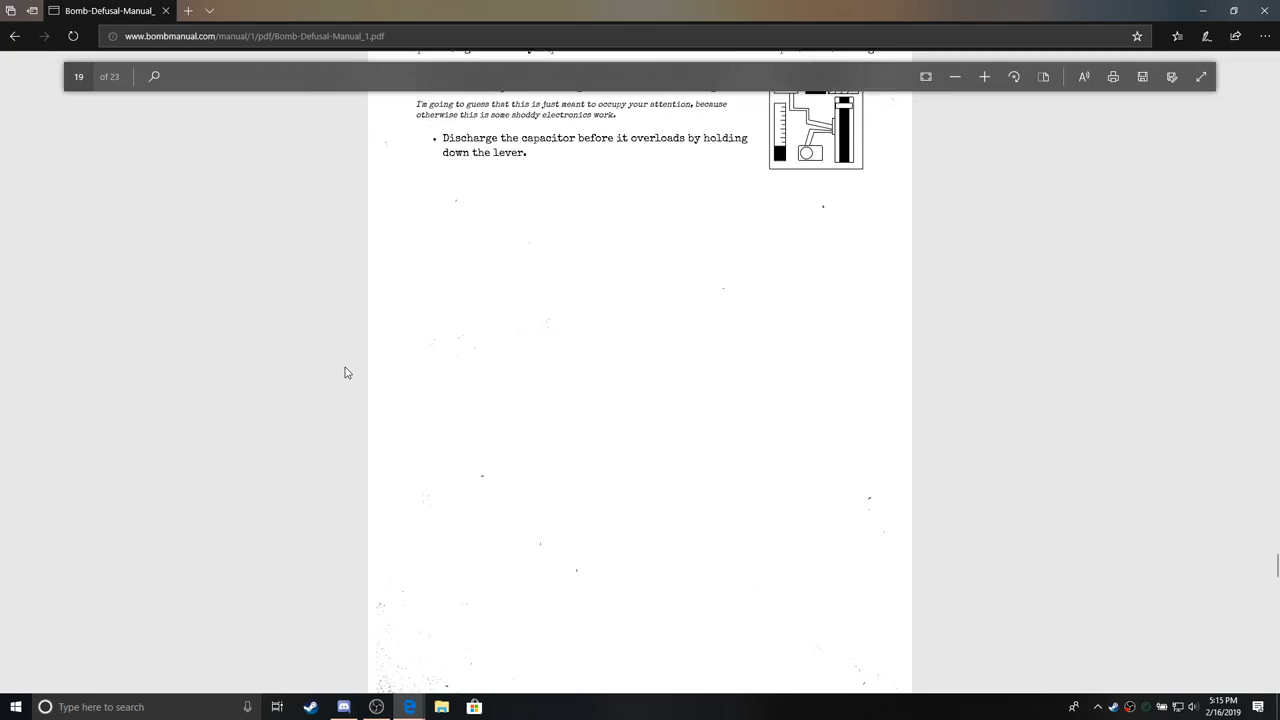 Bomb-Defusal-Manual_
www.bombmanual.com/manual/1/pdf/Bomb-Defusal-Manual_1.pdf
19 of 23
I'm going to guess that this is just meant to occupy your attention, because
otherwise this is some shoddy electronics work.
• Discharge the capacitor before it overloads by holding
down the lever.
Type here to search
5:15 PM
2/16/2019